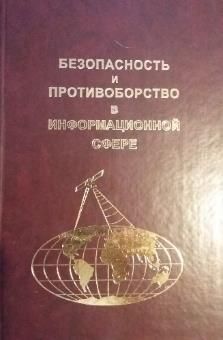 БЕЗОПАСНОСТЬ
И
ПРОТИВОБОРСТВО
В
ИНФОРМАЦИОННОЙ
СФЕРЕ